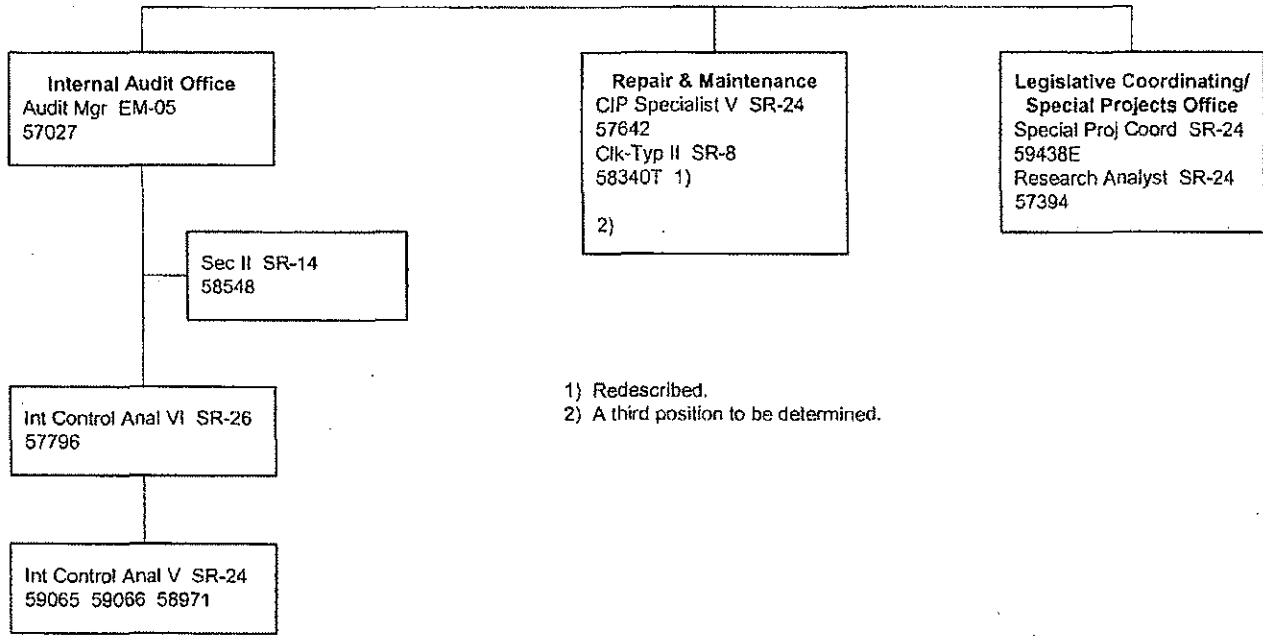 Internal Audit Office
Audit Mgr EM-05
57027
Repair & Maintenance
CIP Specialist V SR-24
57642
Clk-Typ II SR-8
58340T 1)
2)
Legislative Coordinating/
Special Projects Office
Special Proj Coord SR-24
59438E
Research Analyst SR-24
57394
Sec II SR-14
58548
Int Control Anal VI SR-26
57796
Int Control Anal V SR-24
59065 59066 58971
1) Redescribed.
2) A third position to be determined.